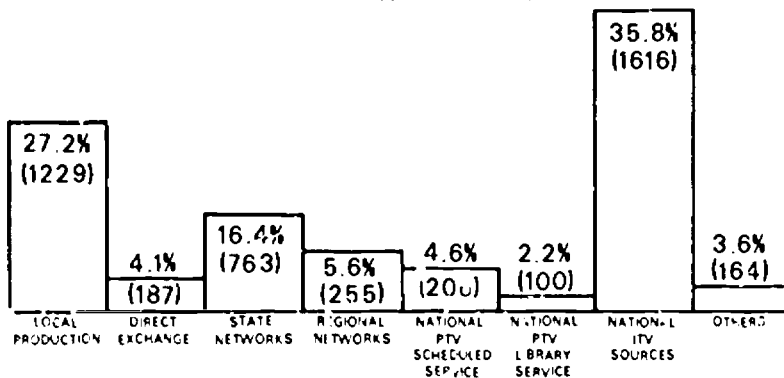 27.2%
(1229)
LOCAL
PRODUCTION
4.1%
(187)
DIRECT
EXCHANGE
16.4%
(763)
STATE
NETWORKS
5.6%
(255)
REGIONAL
NETWORKS
4.6%
NATIONAL
PTV
SCHEDULED
SERVICE
2.2%
(100)
NATIONAL
PTV
LIBRARY
SERVICE
35.8%
(1616)
NATIONAL
ITV
SOURCES
3.6%
(164)
OTHERS